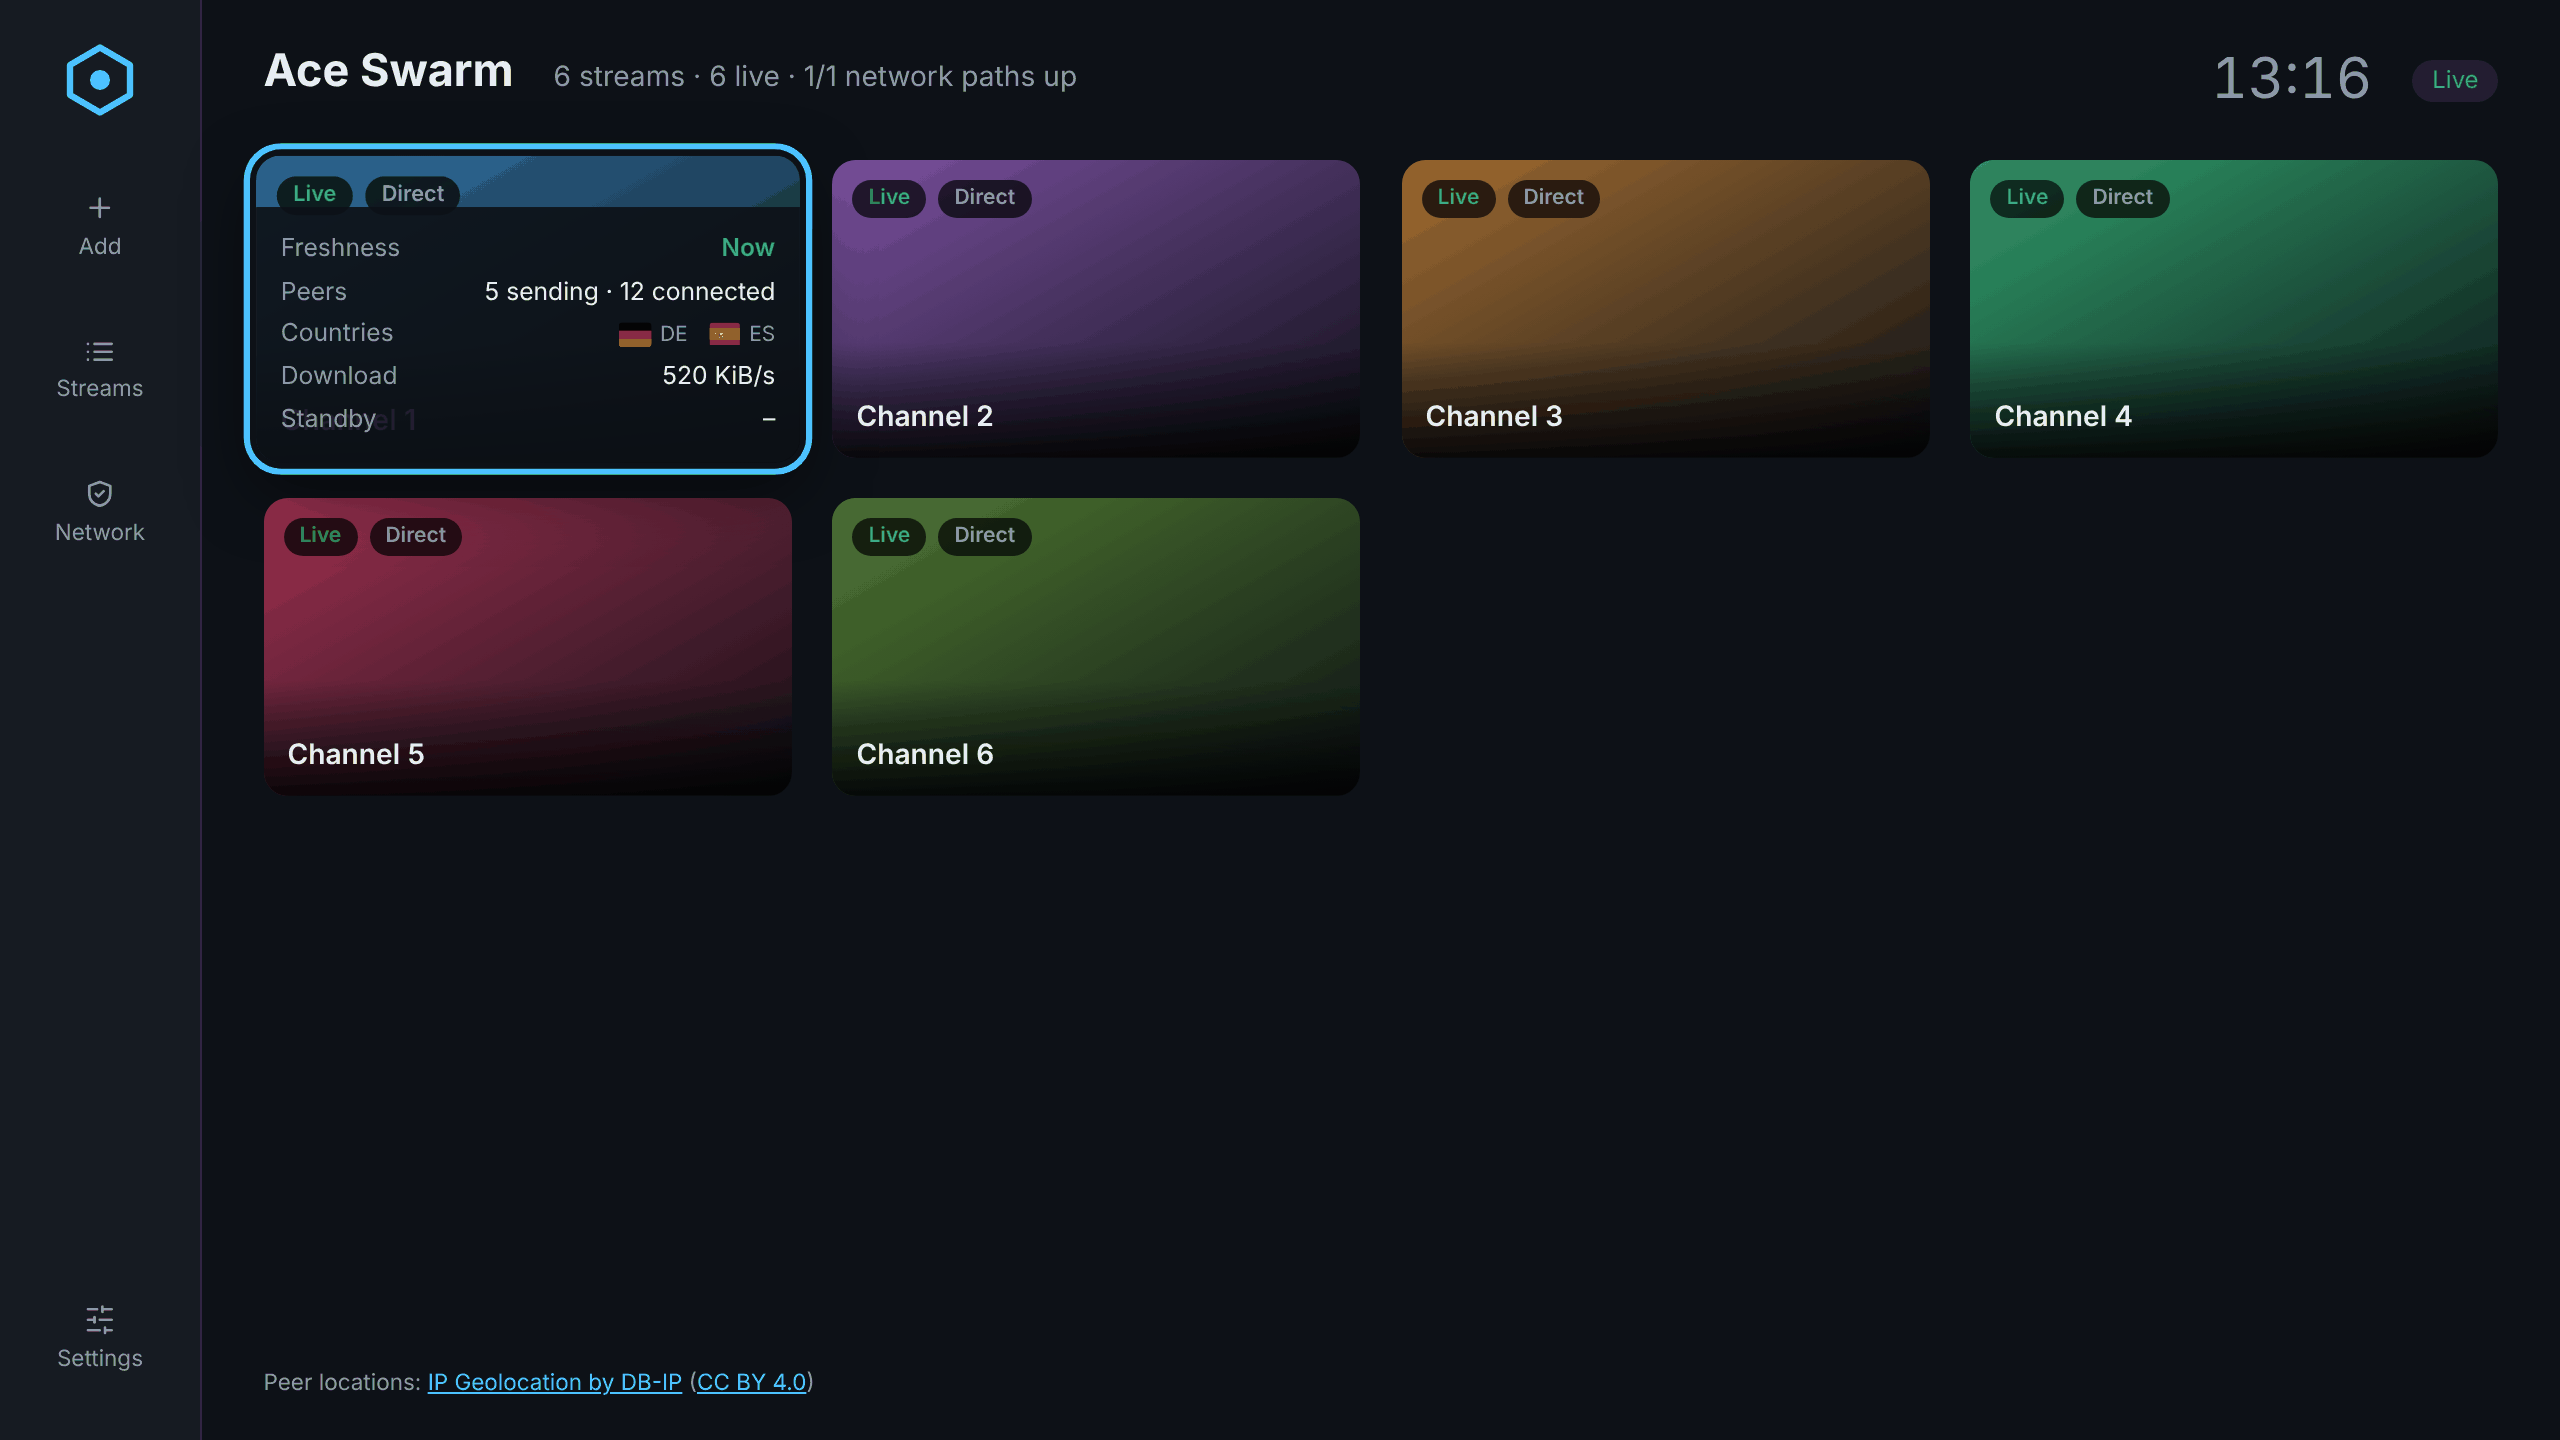 Ace Swarm
6 streams · 6 live · 1/1 network paths up
13:16
Live
Add
Streams
Network
Settings
Live
Direct
Freshness
Now
Peers
5 sending · 12 connected
Countries
DE
ES
Download
520 KiB/s
Standby
–
Live
Direct
Channel 2
Live
Direct
Channel 3
Live
Direct
Channel 4
Live
Direct
Channel 5
Live
Direct
Channel 6
Peer locations: IP Geolocation by DB-IP (CC BY 4.0)